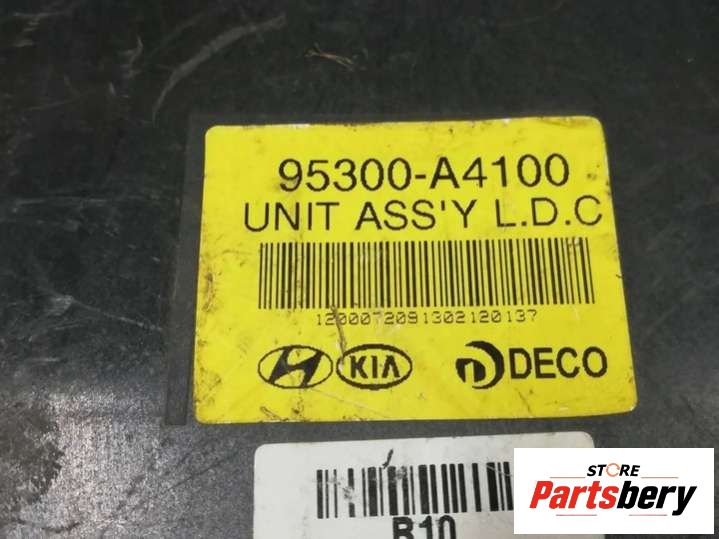 95300-A4100
UNIT ASS'Y L.D.C
1200072091302120137
KIA DECO
B10
STORE
Partsbery